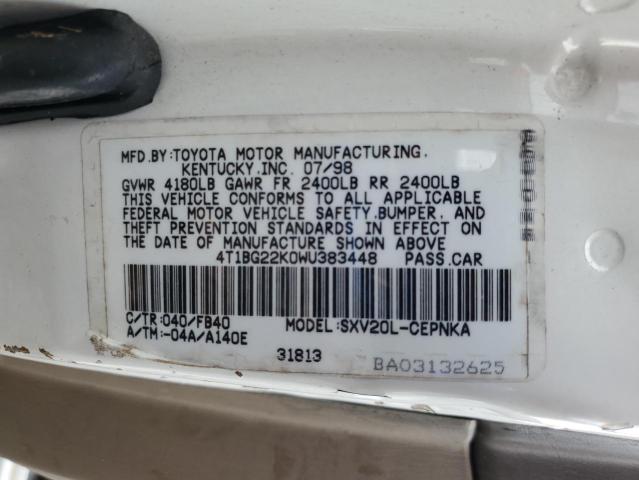 MFD.BY:TOYOTA MOTOR MANUFACTURING,
KENTUCKY,INC. 07/98
GVWR 4180LB GAWR FR 2400LB RR 2400LB
THIS VEHICLE CONFORMS TO ALL APPLICABLE
FEDERAL MOTOR VEHICLE SAFETY,BUMPER, AND
THEFT PREVENTION STANDARDS IN EFFECT ON
THE DATE OF MANUFACTURE SHOWN ABOVE
4T1BG22K0WU383448 PASS.CAR
C/TR:040/FB40 MODEL:SXV20L-CEPNKA
A/TM:-04A/A140E
31813 BA03132625